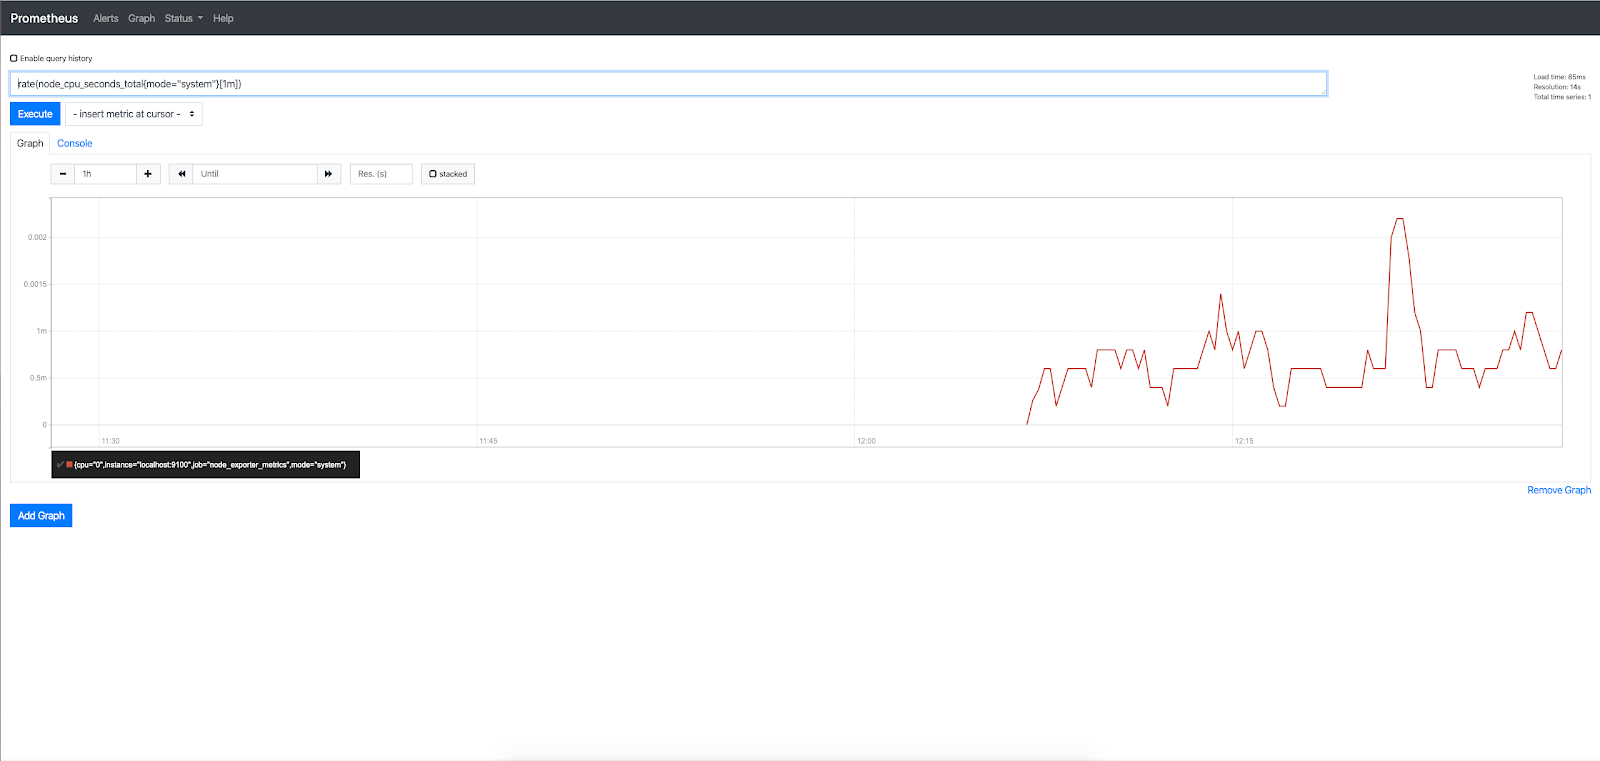 Prometheus Alerts Graph Status Help
Enable query history
rate(node_cpu_seconds_total{mode="system"}[1m])
Load time: 85ms
Resolution: 14s
Total time series: 1
Execute - insert metric at cursor -
Graph Console
1h Until Res. (s) stacked
0.002
0.0015
1m
0.5m
0
11:30 11:45 12:00 12:15
{cpu="0",instance="localhost:9100",job="node_exporter_metrics",mode="system"}
Remove Graph
Add Graph